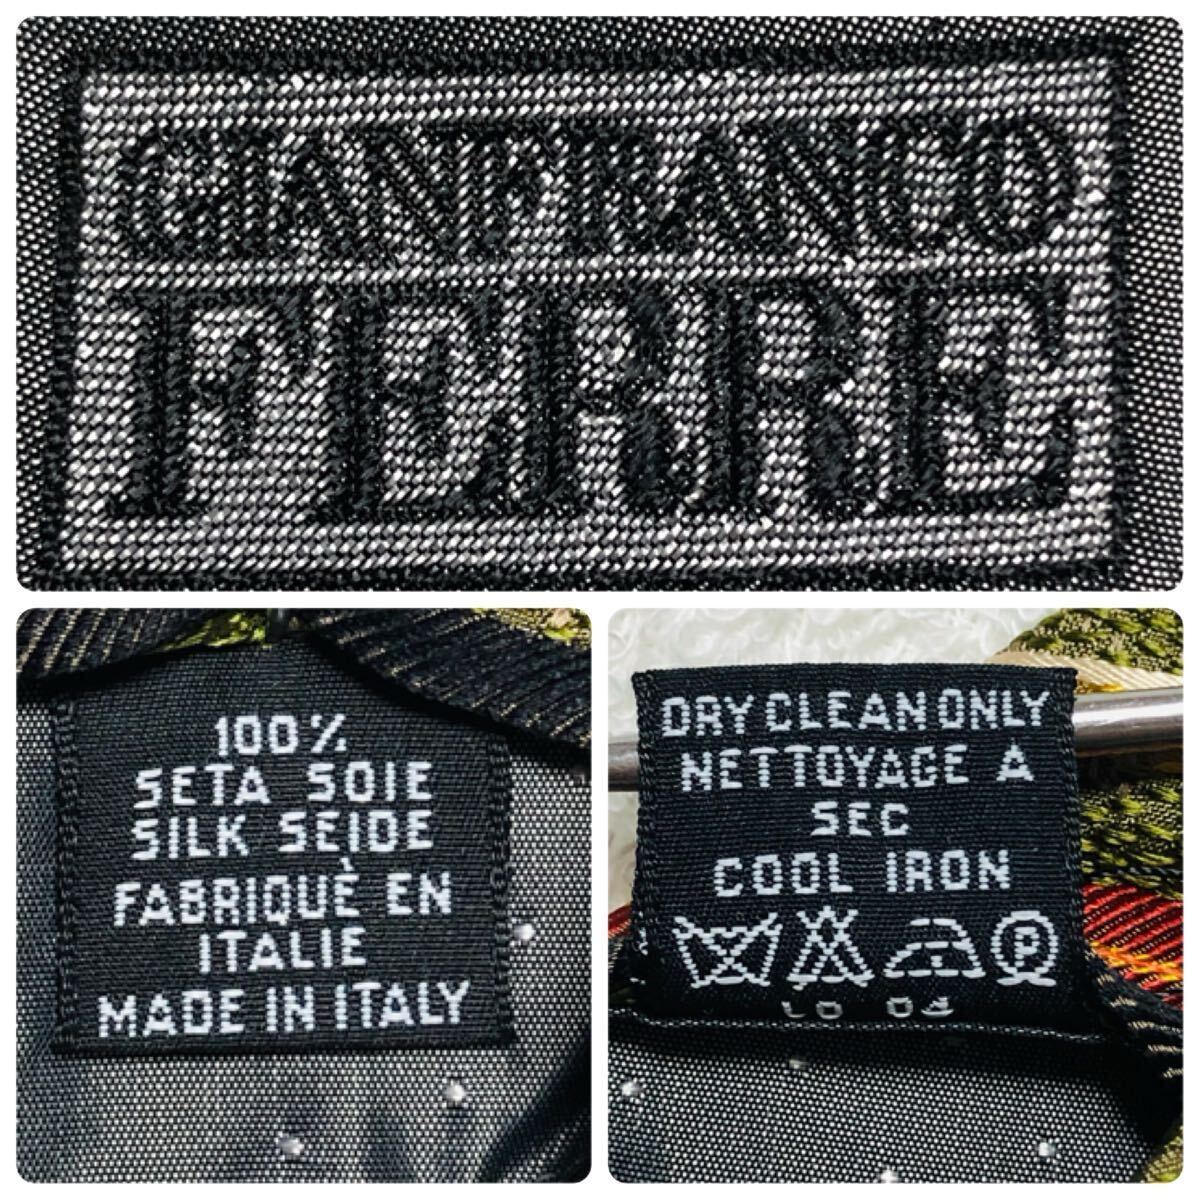 GIANFRANCO
FERRE
100%
SETA SOIE
SILK SEIDE
FABRIQUÈ EN
ITALIE
MADE IN ITALY
DRY CLEAN ONLY
NETTOYAGE A
SEC
COOL IRON
P